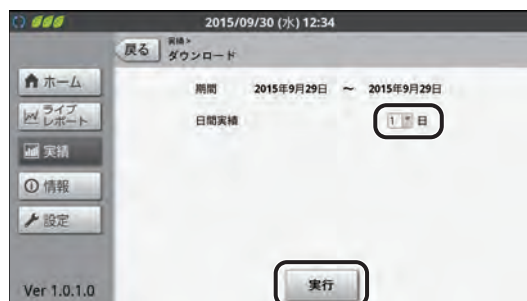 2015/09/30 (水) 12:34
戻る
実績>
ダウンロード
ホーム
期間 2015年9月29日 ～ 2015年9月29日
ライブ
レポート
日間実績 1 日
実績
情報
設定
実行
Ver 1.0.1.0